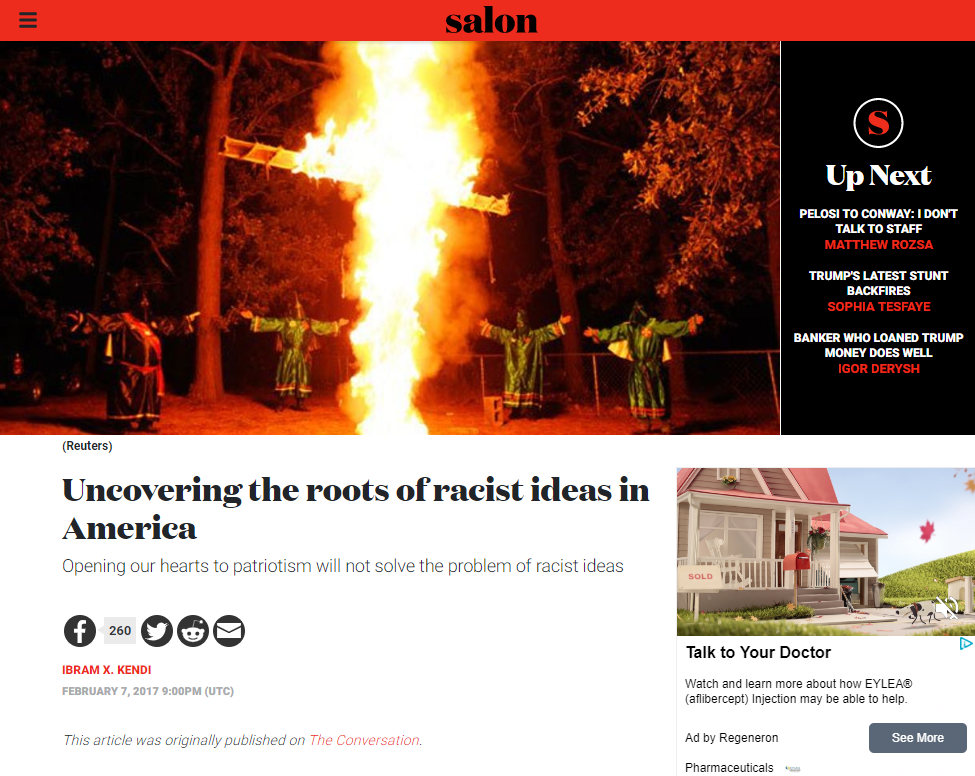 salon
S
Up Next
PELOSI TO CONWAY: I DON'T
TALK TO STAFF
MATTHEW ROZSA
TRUMP'S LATEST STUNT
BACKFIRES
SOPHIA TESFAYE
BANKER WHO LOANED TRUMP
MONEY DOES WELL
IGOR DERYSH
(Reuters)
Uncovering the roots of racist ideas in
America
Opening our hearts to patriotism will not solve the problem of racist ideas
260
IBRAM X. KENDI
FEBRUARY 7, 2017 9:00PM (UTC)
This article was originally published on The Conversation.
SOLD
Talk to Your Doctor
Watch and learn more about how EYLEA®
(aflibercept) Injection may be able to help.
Ad by Regeneron
Pharmaceuticals
See More